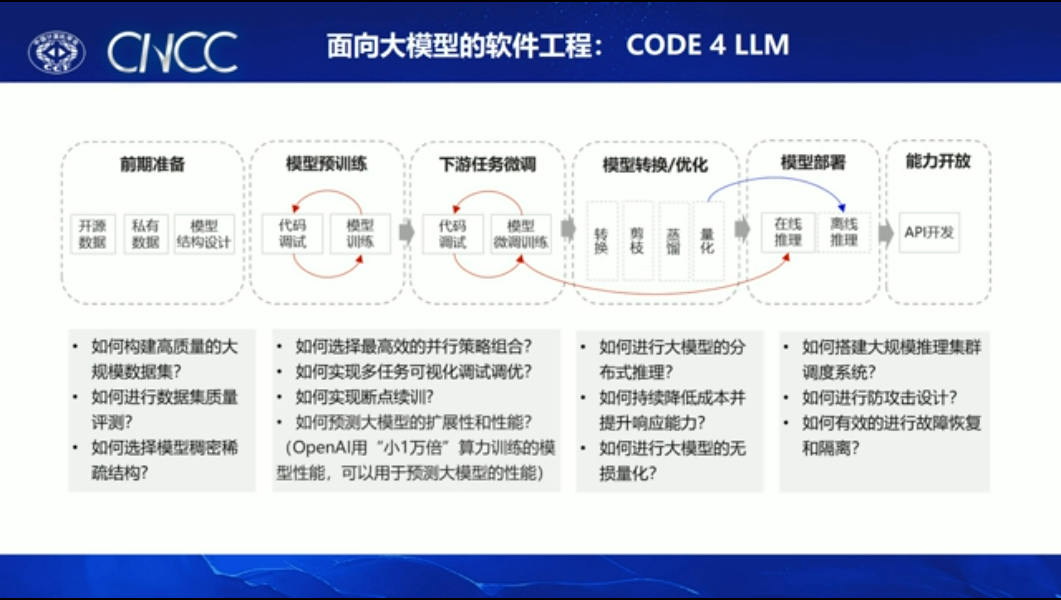 CNCC
面向大模型的软件工程： CODE 4 LLM
CCF
前期准备
开源
数据
私有
数据
模型
结构设计
模型预训练
代码
调试
模型
训练
下游任务微调
代码
调试
模型
微调训练
模型转换/优化
转换
剪枝
蒸馏
量化
模型部署
在线
推理
离线
推理
能力开放
API开发
• 如何构建高质量的大
规模数据集?
• 如何进行数据集质量
评测?
• 如何选择模型稠密稀
疏结构?
• 如何选择最高效的并行策略组合?
• 如何实现多任务可视化调试调优?
• 如何实现断点续训?
• 如何预测大模型的扩展性和性能?
（OpenAI用“小1万倍”算力训练的模
型性能，可以用于预测大模型的性能）
• 如何进行大模型的分
布式推理?
• 如何持续降低成本并
提升响应能力?
• 如何进行大模型的无
损量化?
• 如何搭建大规模推理集群
调度系统?
• 如何进行防攻击设计?
• 如何有效的进行故障恢复
和隔离?